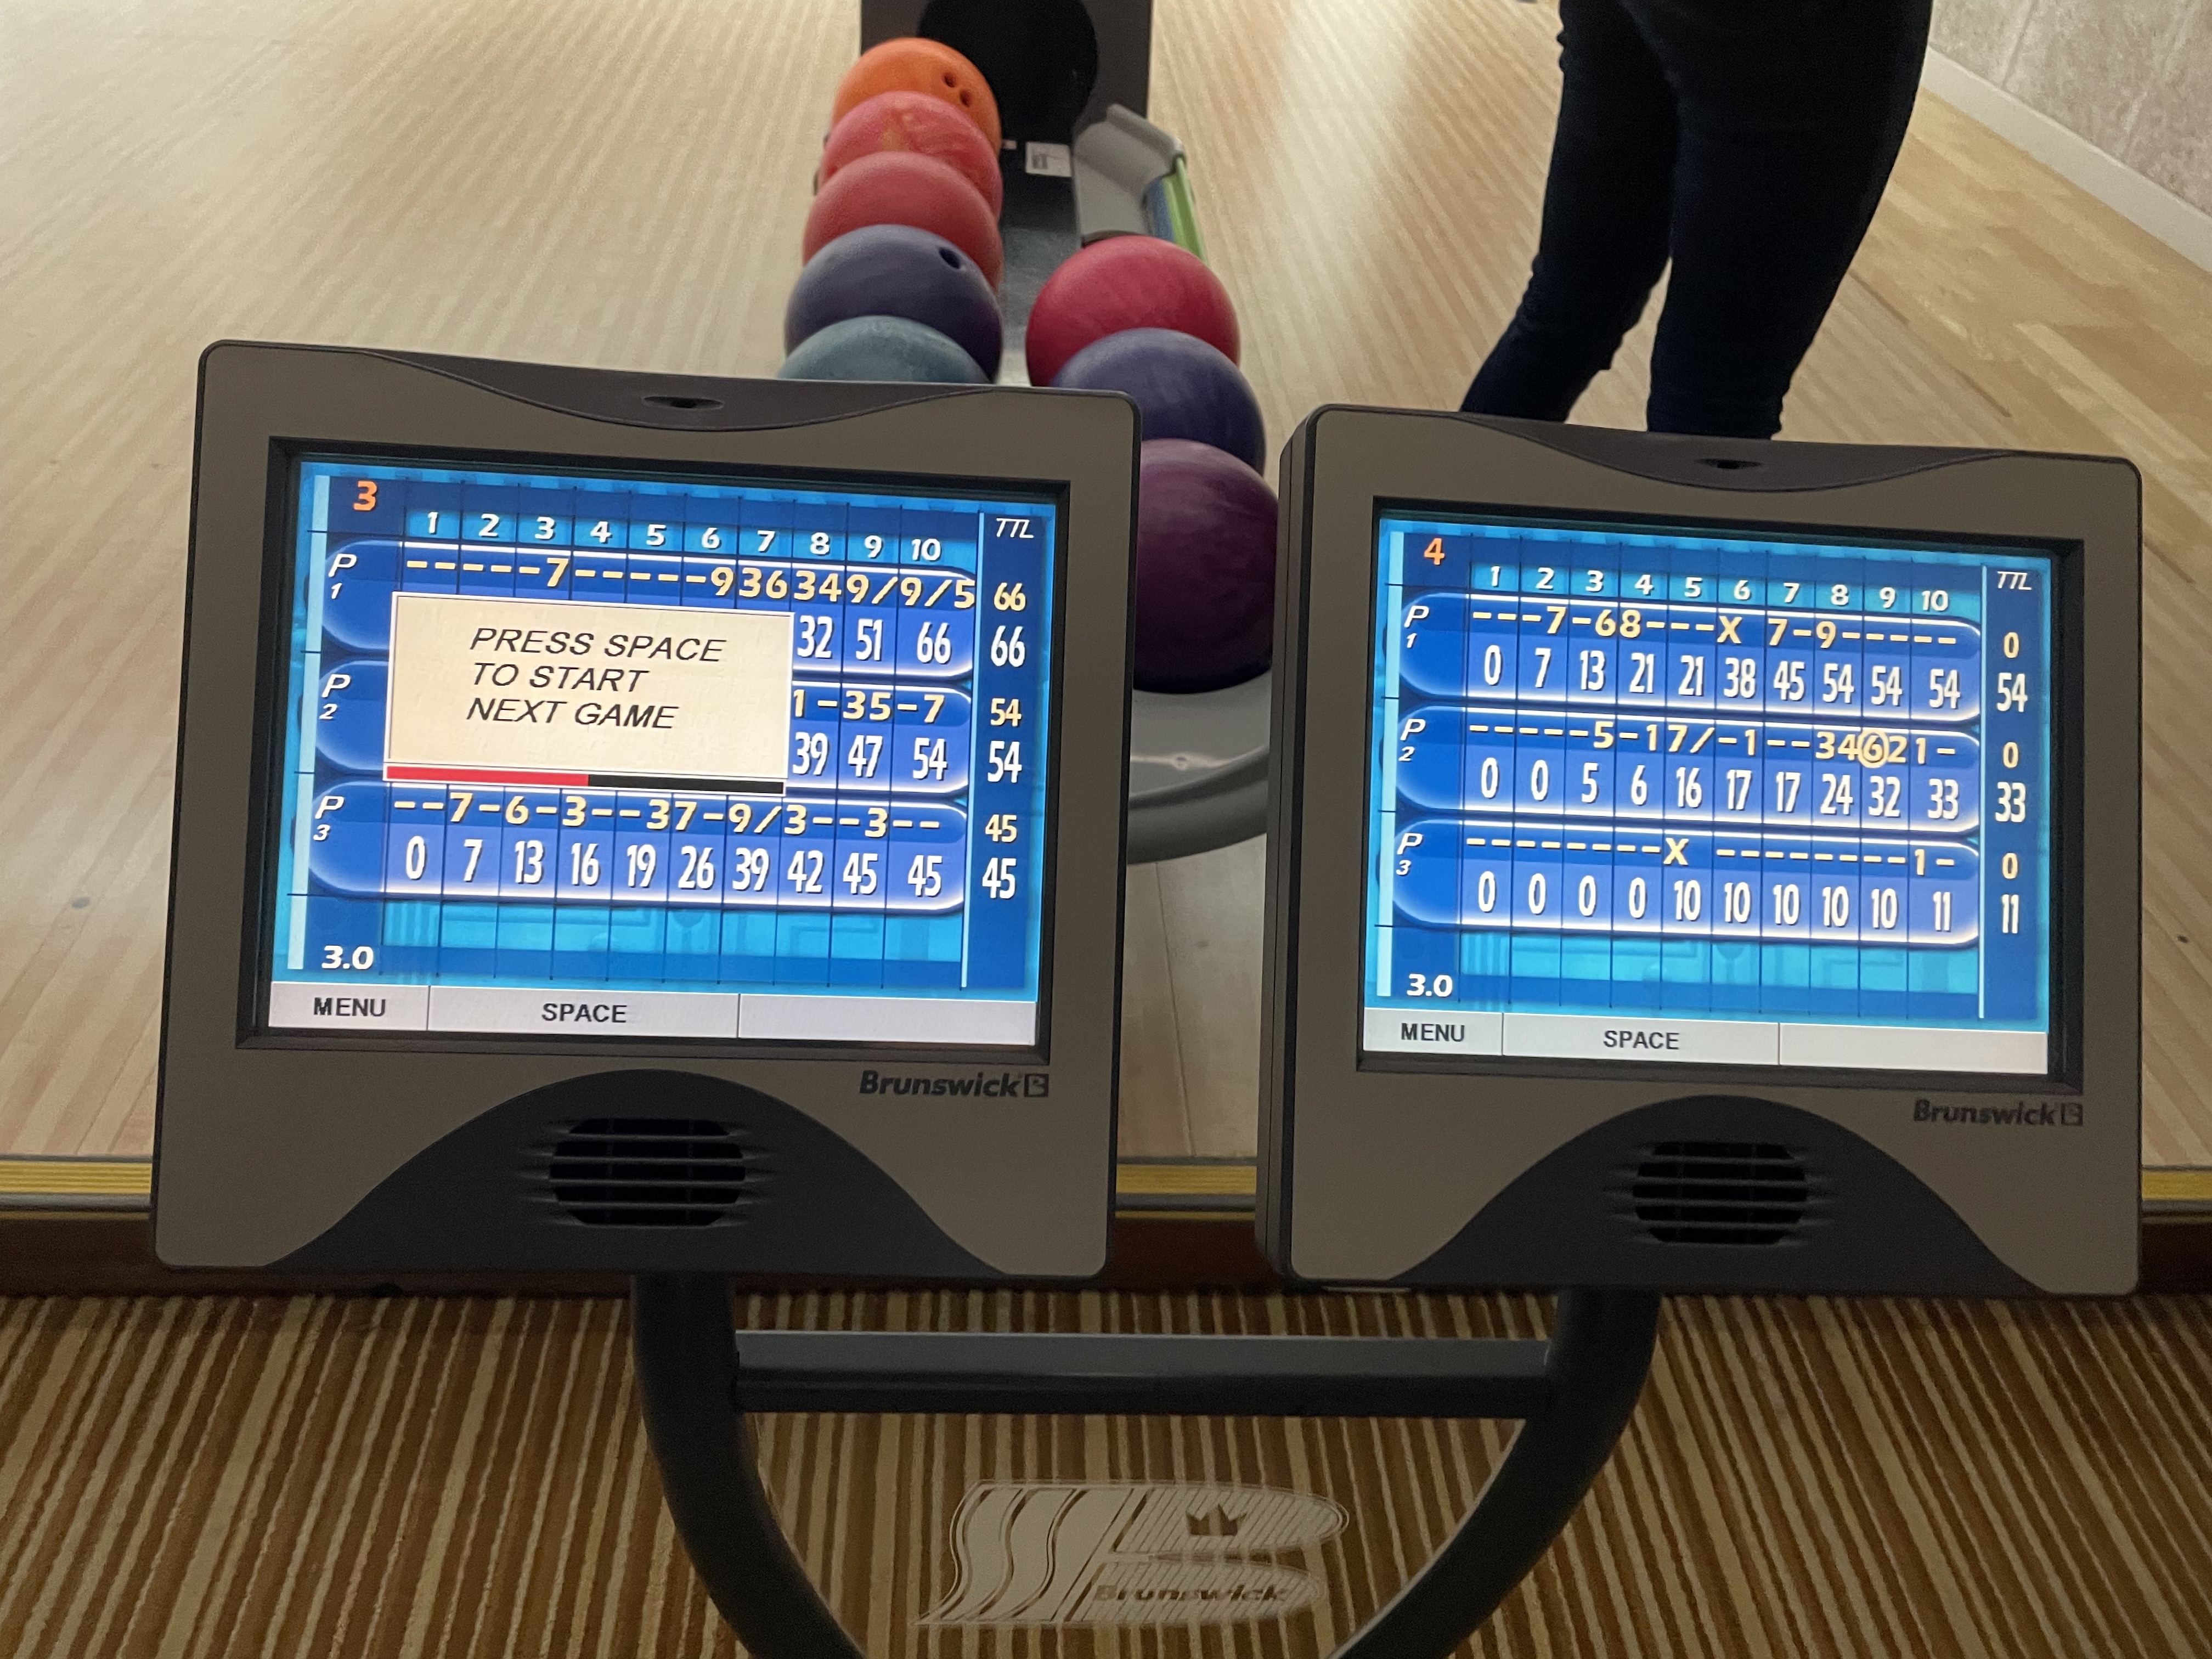 3
1 2 3 4 5 6 7 8 9 10 TTL
P 1
-----7-----936349/9/5 66
32 51 66 66
PRESS SPACE
TO START
NEXT GAME
P 2
1-35-7 54
39 47 54 54
P 3
--7-6-3--37-9/3--3-- 45
0 7 13 16 19 26 39 42 45 45 45
3.0
MENU SPACE
Brunswick
4
1 2 3 4 5 6 7 8 9 10 TTL
P 1
---7-68---X 7-9----- 0
0 7 13 21 21 38 45 54 54 54 54
P 2
-----5-17/-1--34621- 0
0 0 5 6 16 17 17 24 32 33 33
P 3
--------X --------1- 0
0 0 0 0 10 10 10 10 10 11 11
3.0
MENU SPACE
Brunswick
Brunswick